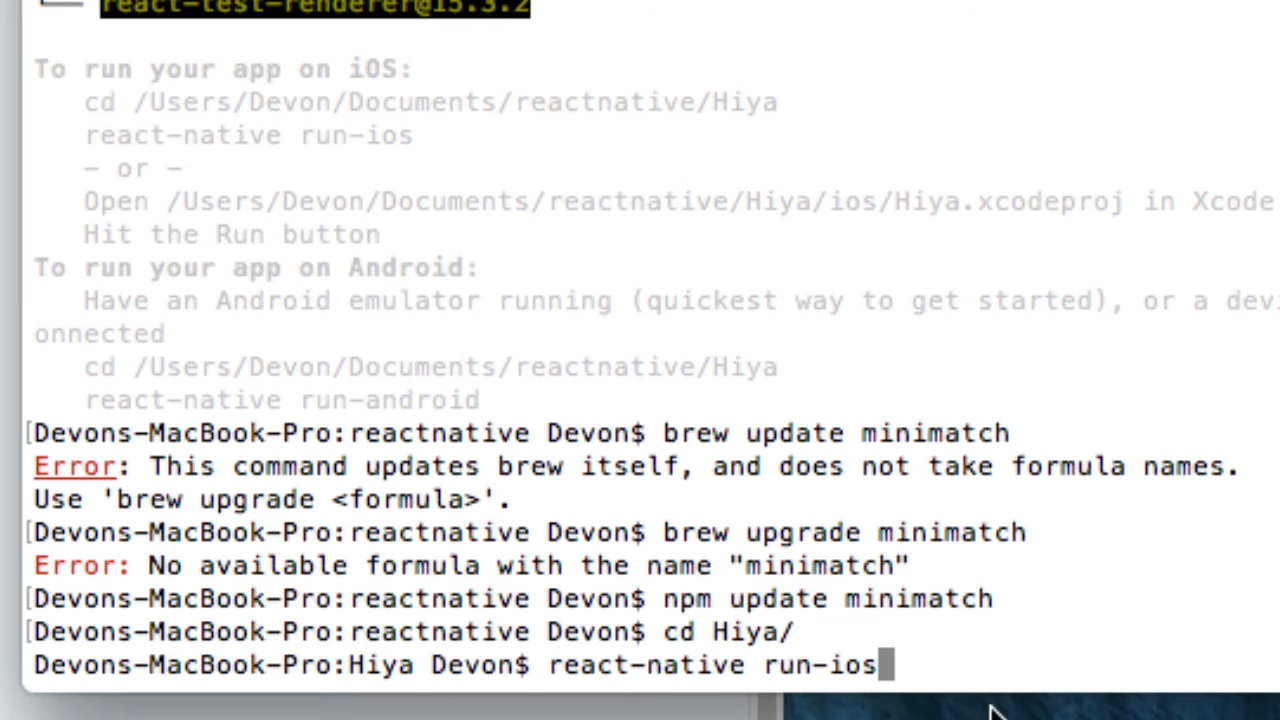 react-test-renderer@15.3.2
To run your app on iOS:
cd /Users/Devon/Documents/reactnative/Hiya
react-native run-ios
- or -
Open /Users/Devon/Documents/reactnative/Hiya/ios/Hiya.xcodeproj in Xcode
Hit the Run button
To run your app on Android:
Have an Android emulator running (quickest way to get started), or a devi
onnected
cd /Users/Devon/Documents/reactnative/Hiya
react-native run-android
[Devons-MacBook-Pro:reactnative Devon$ brew update minimatch
Error: This command updates brew itself, and does not take formula names.
Use 'brew upgrade <formula>'.
[Devons-MacBook-Pro:reactnative Devon$ brew upgrade minimatch
Error: No available formula with the name "minimatch"
[Devons-MacBook-Pro:reactnative Devon$ npm update minimatch
[Devons-MacBook-Pro:reactnative Devon$ cd Hiya/
Devons-MacBook-Pro:Hiya Devon$ react-native run-ios